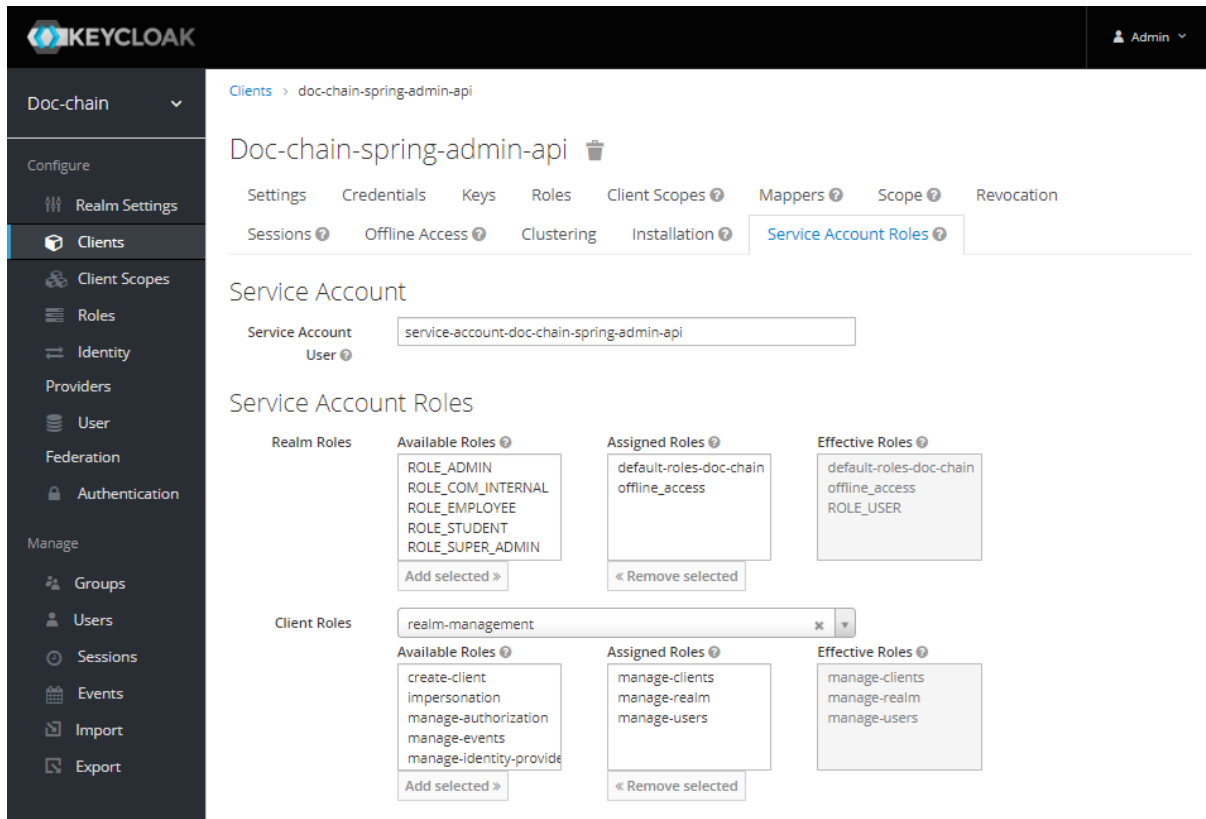 KEYCLOAK
Admin
Doc-chain
Configure
Realm Settings
Clients
Client Scopes
Roles
Identity
Providers
User
Federation
Authentication
Manage
Groups
Users
Sessions
Events
Import
Export
Clients > doc-chain-spring-admin-api
Doc-chain-spring-admin-api
Settings Credentials Keys Roles Client Scopes Mappers Scope Revocation
Sessions Offline Access Clustering Installation Service Account Roles
Service Account
Service Account
User
service-account-doc-chain-spring-admin-api
Service Account Roles
Realm Roles
Available Roles
ROLE_ADMIN
ROLE_COM_INTERNAL
ROLE_EMPLOYEE
ROLE_STUDENT
ROLE_SUPER_ADMIN
Add selected »
Assigned Roles
default-roles-doc-chain
offline_access
« Remove selected
Effective Roles
default-roles-doc-chain
offline_access
ROLE_USER
Client Roles
realm-management
Available Roles
create-client
impersonation
manage-authorization
manage-events
manage-identity-provide
Add selected »
Assigned Roles
manage-clients
manage-realm
manage-users
« Remove selected
Effective Roles
manage-clients
manage-realm
manage-users